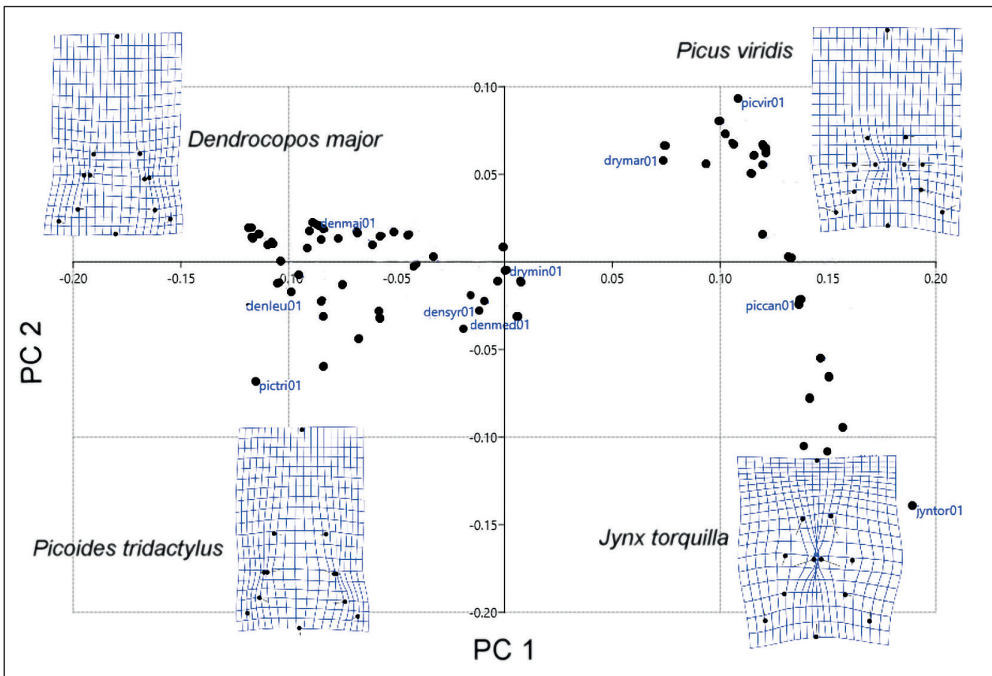 Picus viridis
Dendrocopos major
0.10
picvir01
drymar01
0.05
denmaj01
-0.20
-0.15
-0.10
-0.05
0.05
0.10
0.15
0.20
drymin01
denleu01
densyr01
denmed01
piccan01
-0.05
pictri01
PC 2
-0.10
jyntor01
-0.15
Picoides tridactylus
Jynx torquilla
-0.20
PC 1